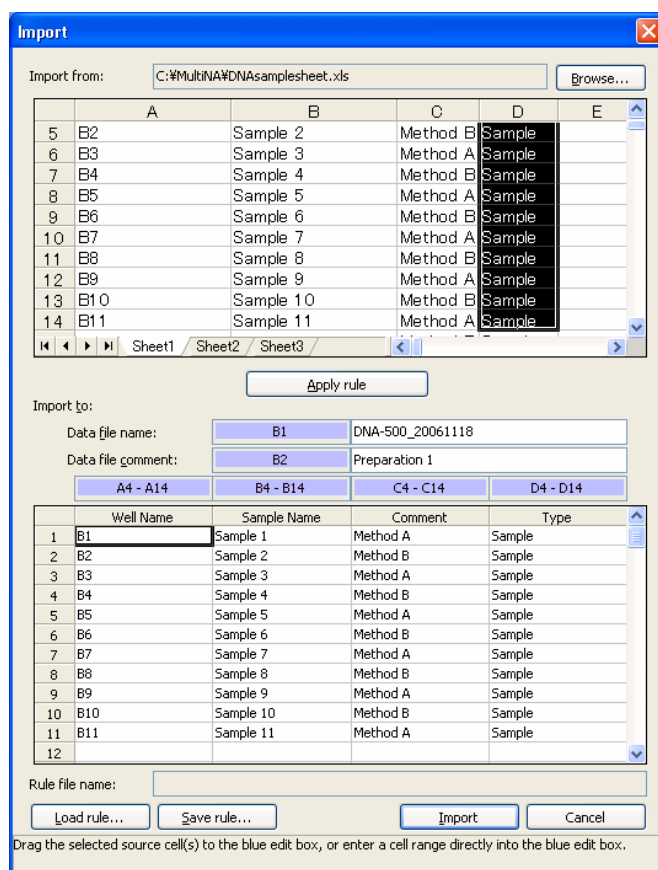 Import
Import from: C:¥MultiNA¥DNAsamplesheet.xls Browse...
A B C D E
5 B2 Sample 2 Method B Sample
6 B3 Sample 3 Method A Sample
7 B4 Sample 4 Method B Sample
8 B5 Sample 5 Method A Sample
9 B6 Sample 6 Method B Sample
10 B7 Sample 7 Method A Sample
11 B8 Sample 8 Method B Sample
12 B9 Sample 9 Method A Sample
13 B10 Sample 10 Method B Sample
14 B11 Sample 11 Method A Sample
Sheet1 Sheet2 Sheet3
Apply rule
Import to:
Data file name: B1 DNA-500_20061118
Data file comment: B2 Preparation 1
A4 - A14 B4 - B14 C4 - C14 D4 - D14
Well Name Sample Name Comment Type
1 B1 Sample 1 Method A Sample
2 B2 Sample 2 Method B Sample
3 B3 Sample 3 Method A Sample
4 B4 Sample 4 Method B Sample
5 B5 Sample 5 Method A Sample
6 B6 Sample 6 Method B Sample
7 B7 Sample 7 Method A Sample
8 B8 Sample 8 Method B Sample
9 B9 Sample 9 Method A Sample
10 B10 Sample 10 Method B Sample
11 B11 Sample 11 Method A Sample
12
Rule file name:
Load rule... Save rule... Import Cancel
Drag the selected source cell(s) to the blue edit box, or enter a cell range directly into the blue edit box.